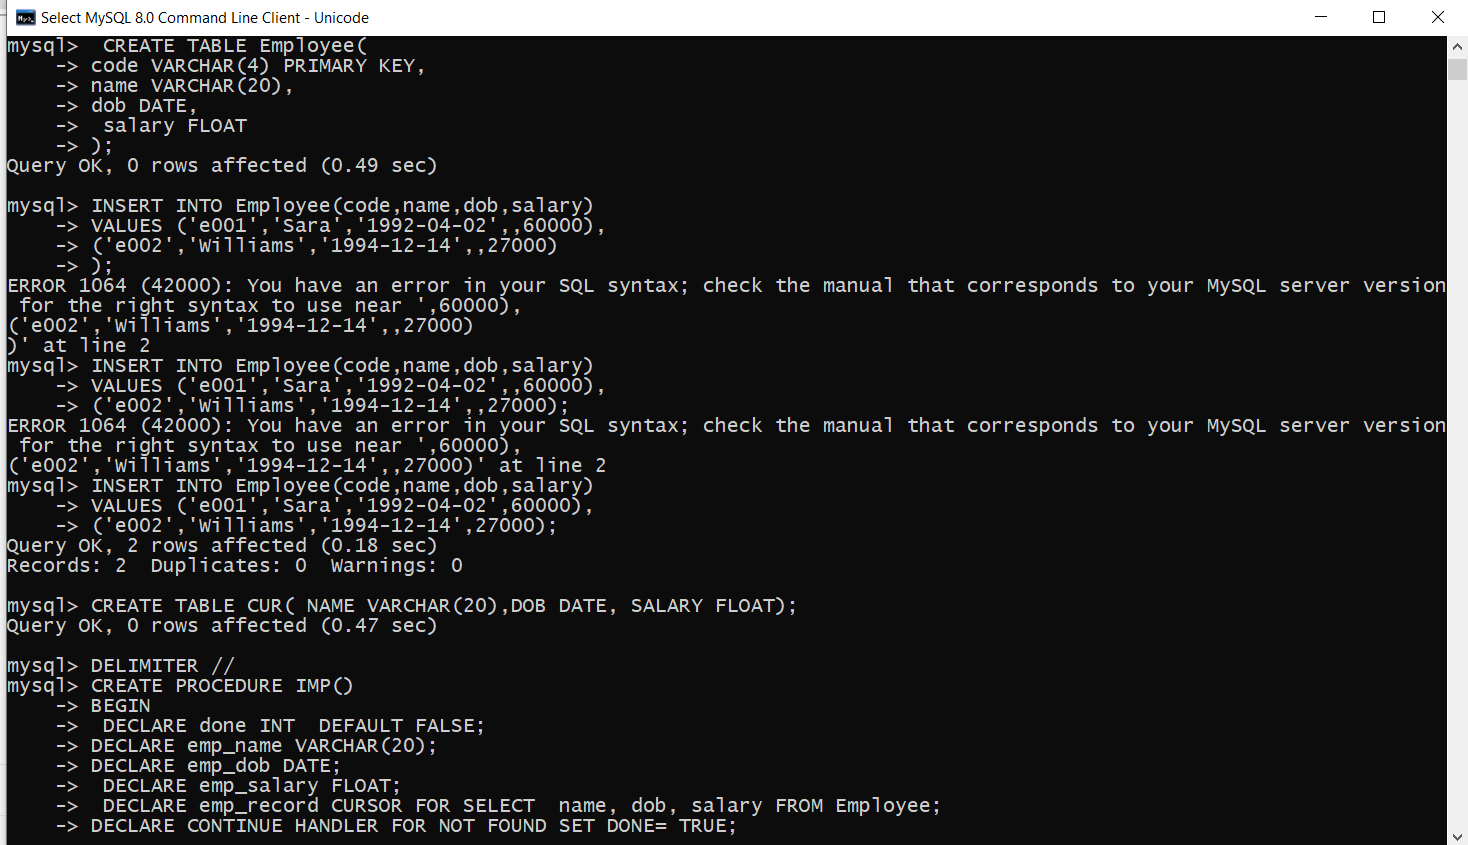 Select MySQL 8.0 Command Line Client - Unicode
mysql>  CREATE TABLE Employee(
    -> code VARCHAR(4) PRIMARY KEY,
    -> name VARCHAR(20),
    -> dob DATE,
    ->  salary FLOAT
    -> );
Query OK, 0 rows affected (0.49 sec)

mysql> INSERT INTO Employee(code,name,dob,salary)
    -> VALUES ('e001','Sara','1992-04-02',,60000),
    -> ('e002','Williams','1994-12-14',,27000)
    -> );
ERROR 1064 (42000): You have an error in your SQL syntax; check the manual that corresponds to your MySQL server version
 for the right syntax to use near ',60000),
('e002','Williams','1994-12-14',,27000)
)' at line 2
mysql> INSERT INTO Employee(code,name,dob,salary)
    -> VALUES ('e001','Sara','1992-04-02',,60000),
    -> ('e002','Williams','1994-12-14',,27000);
ERROR 1064 (42000): You have an error in your SQL syntax; check the manual that corresponds to your MySQL server version
 for the right syntax to use near ',60000),
('e002','Williams','1994-12-14',,27000)' at line 2
mysql> INSERT INTO Employee(code,name,dob,salary)
    -> VALUES ('e001','Sara','1992-04-02',60000),
    -> ('e002','Williams','1994-12-14',27000);
Query OK, 2 rows affected (0.18 sec)
Records: 2  Duplicates: 0  Warnings: 0

mysql> CREATE TABLE CUR( NAME VARCHAR(20),DOB DATE, SALARY FLOAT);
Query OK, 0 rows affected (0.47 sec)

mysql> DELIMITER //
mysql> CREATE PROCEDURE IMP()
    -> BEGIN
    ->  DECLARE done INT  DEFAULT FALSE;
    -> DECLARE emp_name VARCHAR(20);
    -> DECLARE emp_dob DATE;
    ->  DECLARE emp_salary FLOAT;
    ->  DECLARE emp_record CURSOR FOR SELECT  name, dob, salary FROM Employee;
    -> DECLARE CONTINUE HANDLER FOR NOT FOUND SET DONE= TRUE;